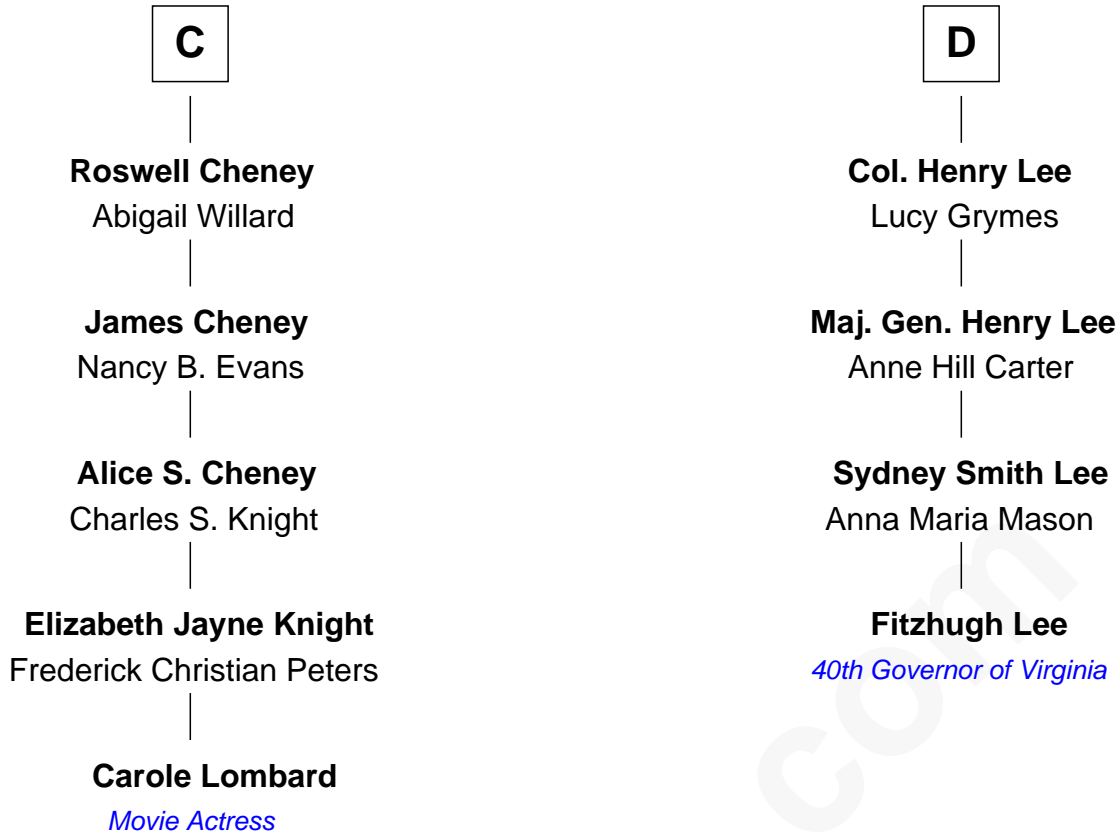 C
Roswell Cheney
Abigail Willard
James Cheney
Nancy B. Evans
Alice S. Cheney
Charles S. Knight
Elizabeth Jayne Knight
Frederick Christian Peters
Carole Lombard
Movie Actress
D
Col. Henry Lee
Lucy Grymes
Maj. Gen. Henry Lee
Anne Hill Carter
Sydney Smith Lee
Anna Maria Mason
Fitzhugh Lee
40th Governor of Virginia
com